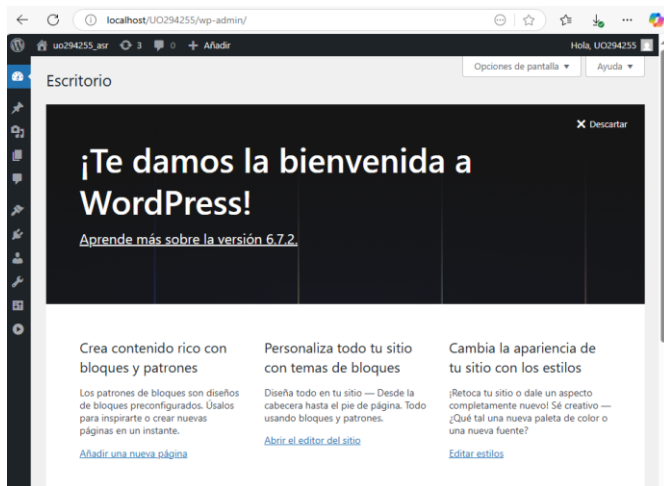 localhost/UO294255/wp-admin/
uo294255_asr 3 0 + Añadir Hola, UO294255
Escritorio Opciones de pantalla ▼ Ayuda ▼
✕ Descartar
¡Te damos la bienvenida a
WordPress!
Aprende más sobre la versión 6.7.2.
Crea contenido rico con
bloques y patrones
Los patrones de bloques son diseños
de bloques preconfigurados. Úsalos
para inspirarte o crear nuevas
páginas en un instante.
Añadir una nueva página
Personaliza todo tu sitio
con temas de bloques
Diseña todo en tu sitio — Desde la
cabecera hasta el pie de página. Todo
usando bloques y patrones.
Abrir el editor del sitio
Cambia la apariencia de
tu sitio con los estilos
¡Retoca tu sitio o dale un aspecto
completamente nuevo! Sé creativo —
¿Qué tal una nueva paleta de color o
una nueva fuente?
Editar estilos